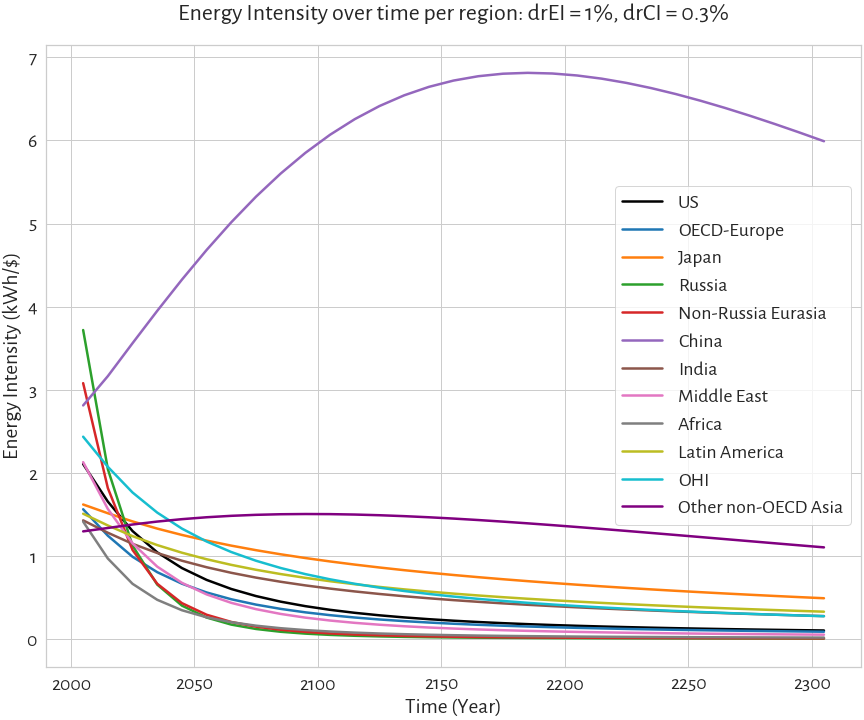 Energy Intensity over time per region: drEI = 1%, drCI = 0.3%
7
6
5
4
3
2
1
0
Energy Intensity (kWh/$)
US
OECD-Europe
Japan
Russia
Non-Russia Eurasia
China
India
Middle East
Africa
Latin America
OHI
Other non-OECD Asia
2000 2050 2100 2150 2200 2250 2300
Time (Year)